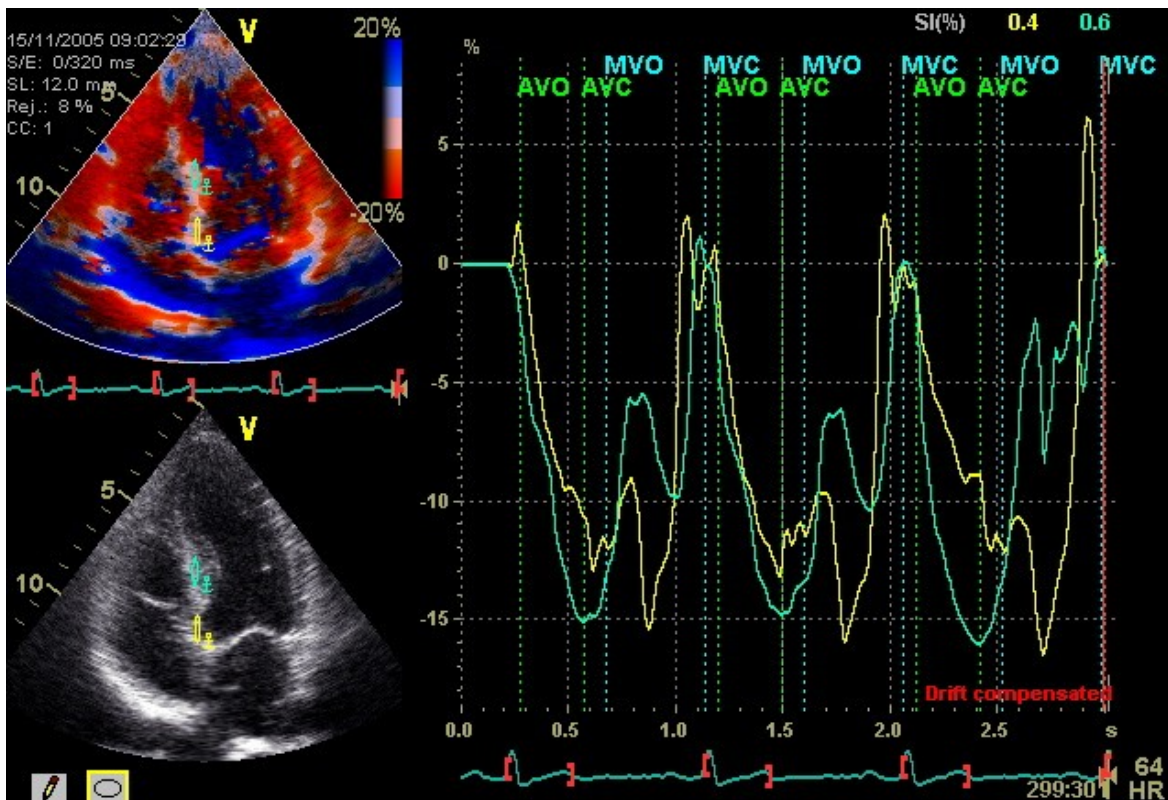 15/11/2005 09:02:29
S/E: 0/320 ms
SL: 12.0 mm
Rej.: 8 %
CC: 1
V
20%
-20%
5
10
V
5
10
SI(%) 0.4 0.6
%
MVO MVC MVO MVC MVO MVC
AVO AVC AVO AVC AVO AVC
5
0
-5
-10
-15
Drift compensated
0.0 0.5 1.0 1.5 2.0 2.5 s
64
299:301 HR